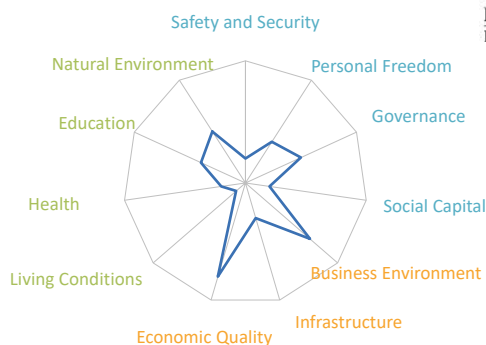 Safety and Security
Natural Environment
Personal Freedom
Education
Governance
Health
Social Capital
Living Conditions
Business Environment
Economic Quality
Infrastructure